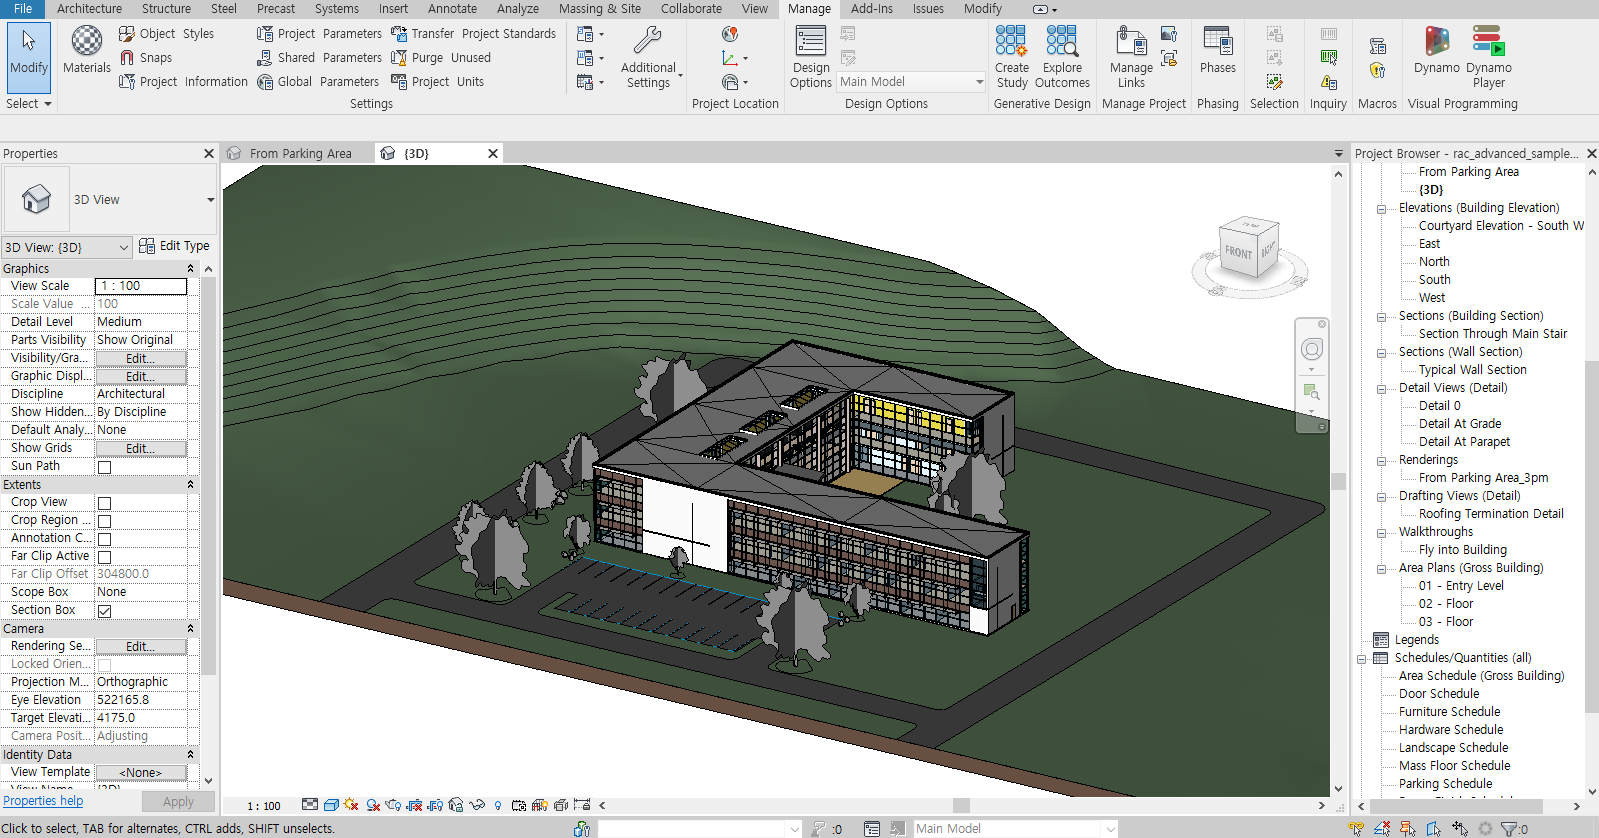 File Architecture Structure Steel Precast Systems Insert Annotate Analyze Massing & Site Collaborate View Manage Add-Ins Issues Modify
Modify
Select
Materials
Object Styles
Snaps
Project Information
Project Parameters
Shared Parameters
Global Parameters
Transfer Project Standards
Purge Unused
Project Units
Settings
Additional
Settings
Project Location
Design
Options
Main Model
Design Options
Create
Study
Explore
Outcomes
Generative Design
Manage
Links
Manage Project
Phases
Phasing
Selection
Inquiry
Macros
Dynamo
Dynamo
Player
Visual Programming
Properties
3D View
3D View: {3D}
Edit Type
Graphics
View Scale 1 : 100
Scale Value ... 100
Detail Level Medium
Parts Visibility Show Original
Visibility/Gra... Edit...
Graphic Displ... Edit...
Discipline Architectural
Show Hidden... By Discipline
Default Analy... None
Show Grids Edit...
Sun Path
Extents
Crop View
Crop Region ...
Annotation C...
Far Clip Active
Far Clip Offset 304800.0
Scope Box None
Section Box
Camera
Rendering Se... Edit...
Locked Orien...
Projection M... Orthographic
Eye Elevation 522165.8
Target Elevati... 4175.0
Camera Posit... Adjusting
Identity Data
View Template <None>
View Name {3D}
Properties help
Apply
From Parking Area
{3D}
FRONT
RIGHT
1 : 100
Project Browser - rac_advanced_sample...
From Parking Area
{3D}
Elevations (Building Elevation)
Courtyard Elevation - South W
East
North
South
West
Sections (Building Section)
Section Through Main Stair
Sections (Wall Section)
Typical Wall Section
Detail Views (Detail)
Detail 0
Detail At Grade
Detail At Parapet
Renderings
From Parking Area_3pm
Drafting Views (Detail)
Roofing Termination Detail
Walkthroughs
Fly into Building
Area Plans (Gross Building)
01 - Entry Level
02 - Floor
03 - Floor
Legends
Schedules/Quantities (all)
Area Schedule (Gross Building)
Door Schedule
Furniture Schedule
Hardware Schedule
Landscape Schedule
Mass Floor Schedule
Parking Schedule
Click to select, TAB for alternates, CTRL adds, SHIFT unselects.
:0
Main Model
:0